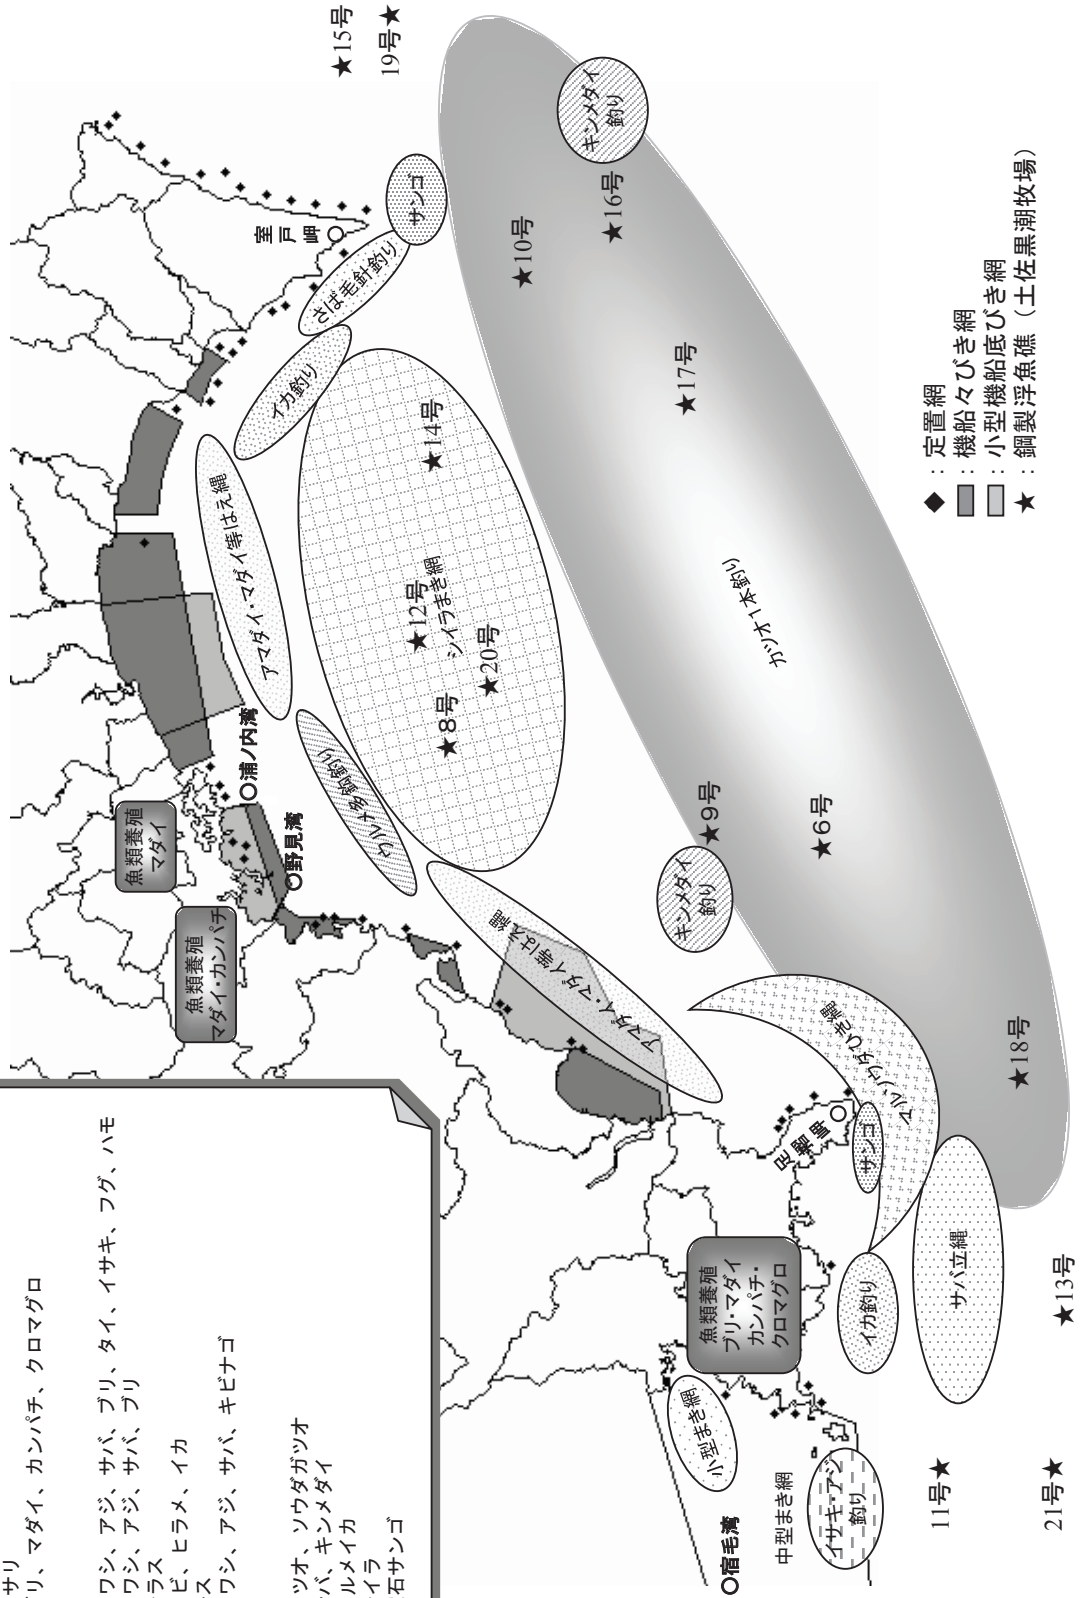 サリ
リ、マダイ、カンパチ、クロマグロ
ワシ、アジ、サバ、ブリ、タイ、イサキ、フグ、ハモ
ワシ、アジ、サバ、ブリ
ラス
ビ、ヒラメ、イカ
ス
ワシ、アジ、サバ、キビナゴ
ツオ、ソウダガツオ
バ、キンメダイ
ルメイカ
イラ
石サンゴ
魚類養殖
マダイ
魚類養殖
マダイ・カンパチ
○浦ノ内湾
○野見湾
室戸岬
○
アマダイ・マダイ等はえ縄
イカ釣り
さば毛針釣り
サンゴ
★15号
19号★
ウルメ多鈎釣り
シイラまき網
★8号
★12号
★20号
★14号
★10号
★16号
★17号
キンメダイ
釣り
アマダイ・マダイ等はえ縄
キンメダイ
釣り
★9号
★6号
カツオ1本釣り
★18号
メジソウダひき縄
足摺岬
○
サンゴ
魚類養殖
ブリ・マダイ
カンパチ・
クロマグロ
小型まき網
○宿毛湾
中型まき網
イサキ・アジ
釣り
イカ釣り
サバ立縄
11号★
21号★
★13号
◆：定置網
：機船々びき網
：小型機船底びき網
★：鋼製浮魚礁（土佐黒潮牧場）